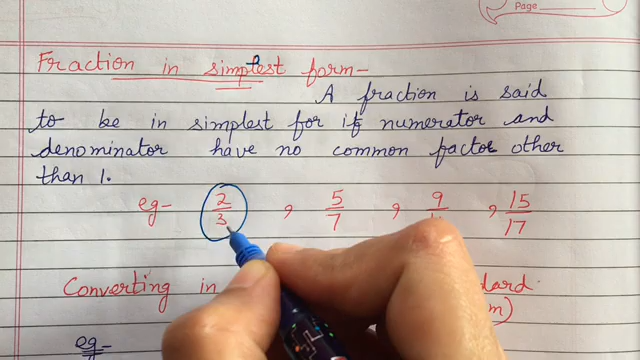 Page
Fraction in simplest form-
A fraction is said
to be in simplest for if numerator and
denominator have no common factor other
than 1.
eg- 2/3 , 5/7 , 9/ , 15/17
Converting in
eg-